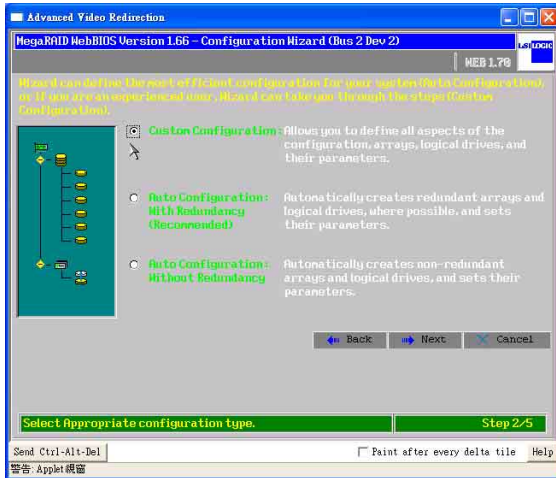 Advanced Video Redirection
MegaRAID WebBIOS Version 1.66 – Configuration Wizard (Bus 2 Dev 2)
LSI LOGIC
WEB 1.70
Wizard can define the most efficient configuration for your system (Auto Configuration),
or if you are an experienced user, Wizard can take you through the steps (Custom
Configuration).
Custom Configuration: Allows you to define all aspects of the
configuration, arrays, logical drives, and
their parameters.
Auto Configuration: Automatically creates redundant arrays and
With Redundancy logical drives, where possible, and sets
(Recommended) their parameters.
Auto Configuration: Automatically creates non-redundant
Without Redundancy arrays and logical drives, and sets their
parameters.
Back Next Cancel
Select Appropriate configuration type. Step 2/5
Send Ctrl-Alt-Del Paint after every delta tile Help
警告: Applet 視窗